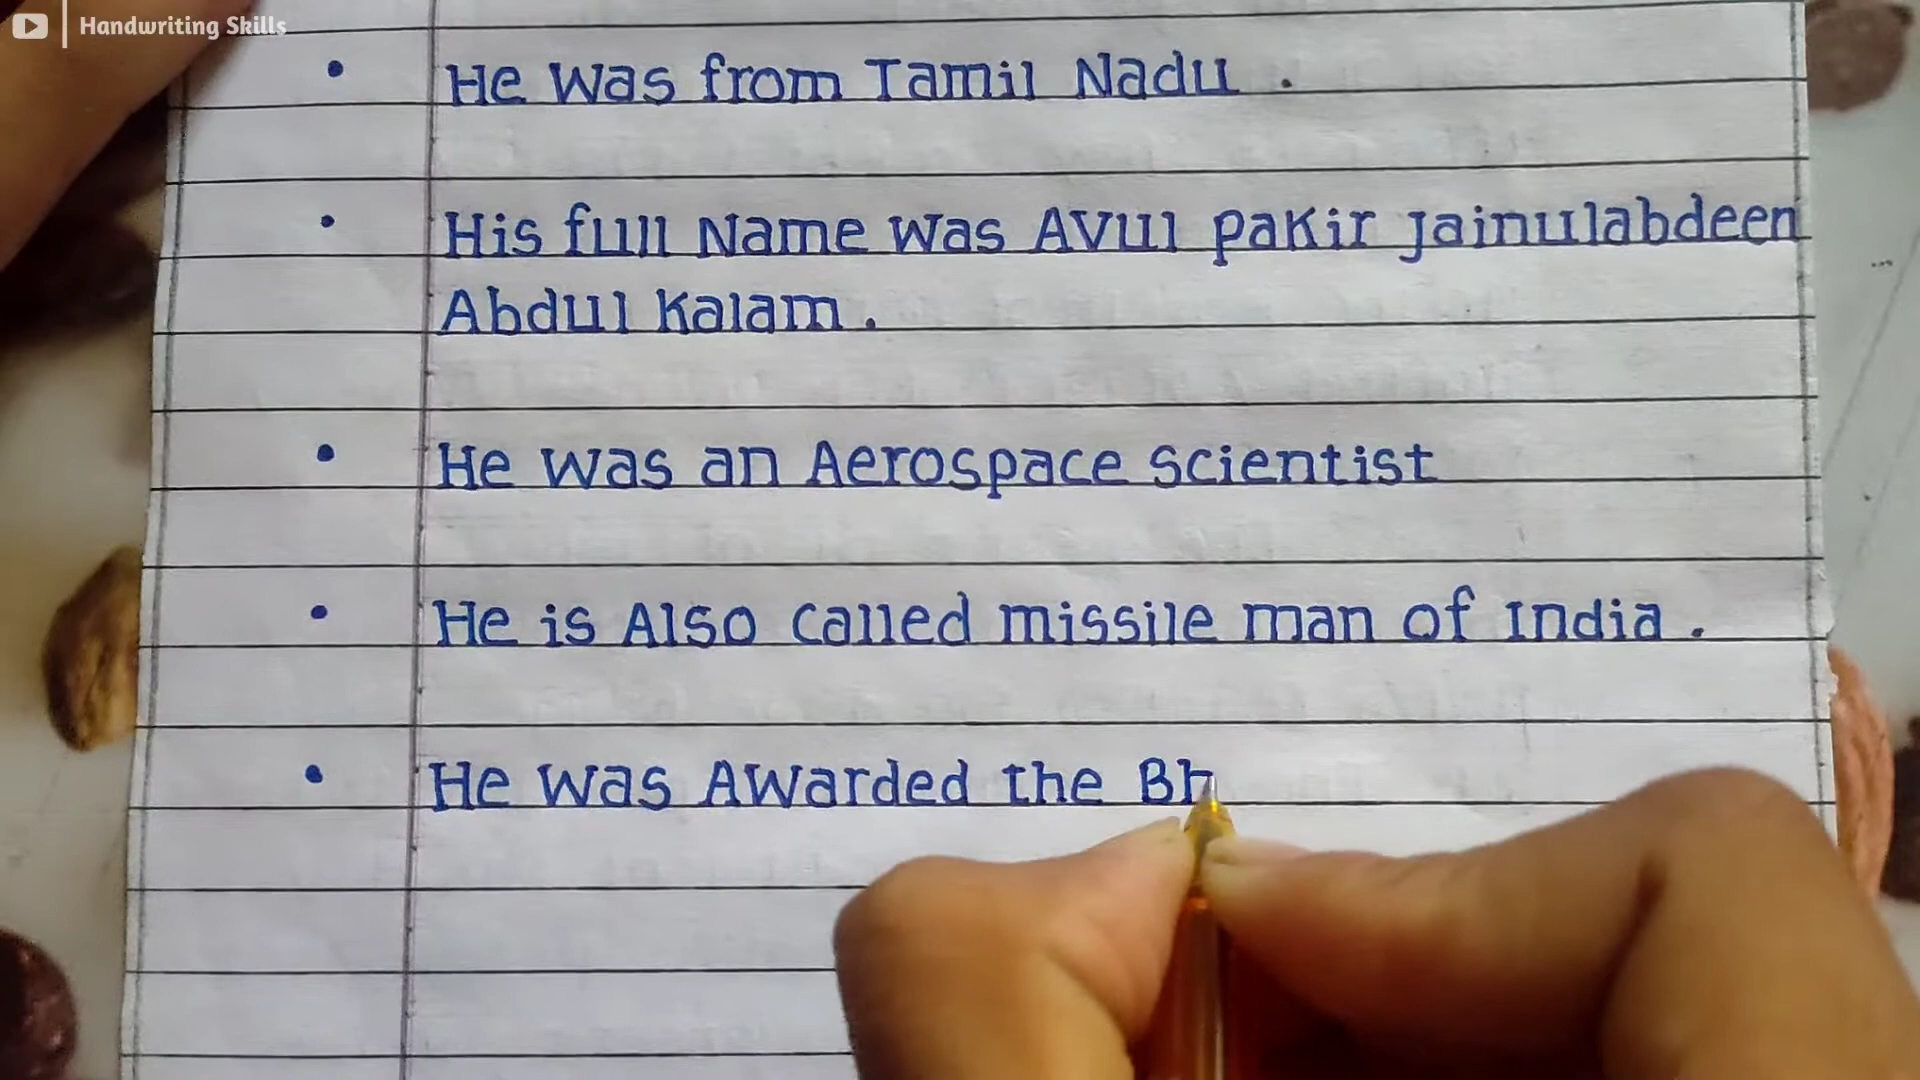 Handwriting Skills
• He was from Tamil Nadu .
• His full Name was AVul pakir Jainulabdeen
Abdul Kalam .
• He was an Aerospace scientist
• He is Also called missile man of India .
• He was Awarded the Bh